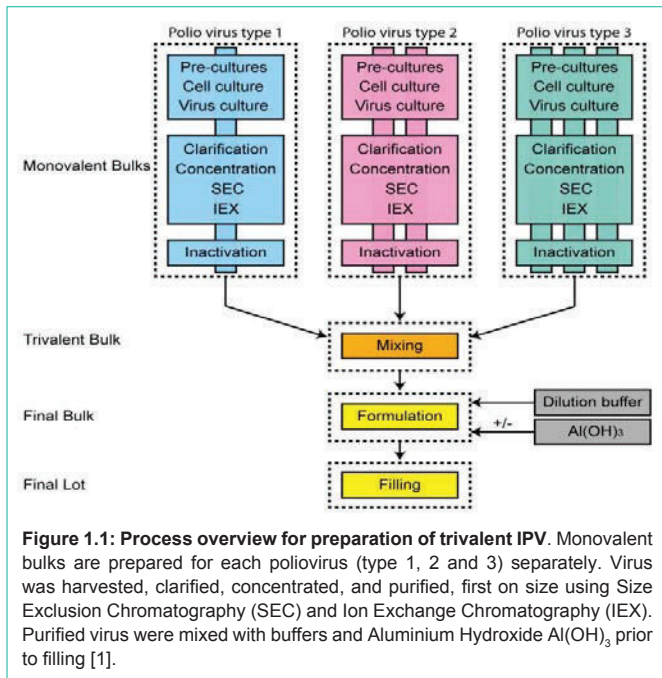 Polio virus type 1 Polio virus type 2 Polio virus type 3
Pre-cultures Pre-cultures Pre-cultures
Cell culture Cell culture Cell culture
Virus culture Virus culture Virus culture
Monovalent Bulks
Clarification Clarification Clarification
Concentration Concentration Concentration
SEC SEC SEC
IEX IEX IEX
Inactivation Inactivation Inactivation
Trivalent Bulk
Mixing
Final Bulk
Formulation
Dilution buffer
+/-
Al(OH)₃
Final Lot
Filling
Figure 1.1: Process overview for preparation of trivalent IPV. Monovalent
bulks are prepared for each poliovirus (type 1, 2 and 3) separately. Virus
was harvested, clarified, concentrated, and purified, first on size using Size
Exclusion Chromatography (SEC) and Ion Exchange Chromatography (IEX).
Purified virus were mixed with buffers and Aluminium Hydroxide Al(OH)₃ prior
to filling [1].